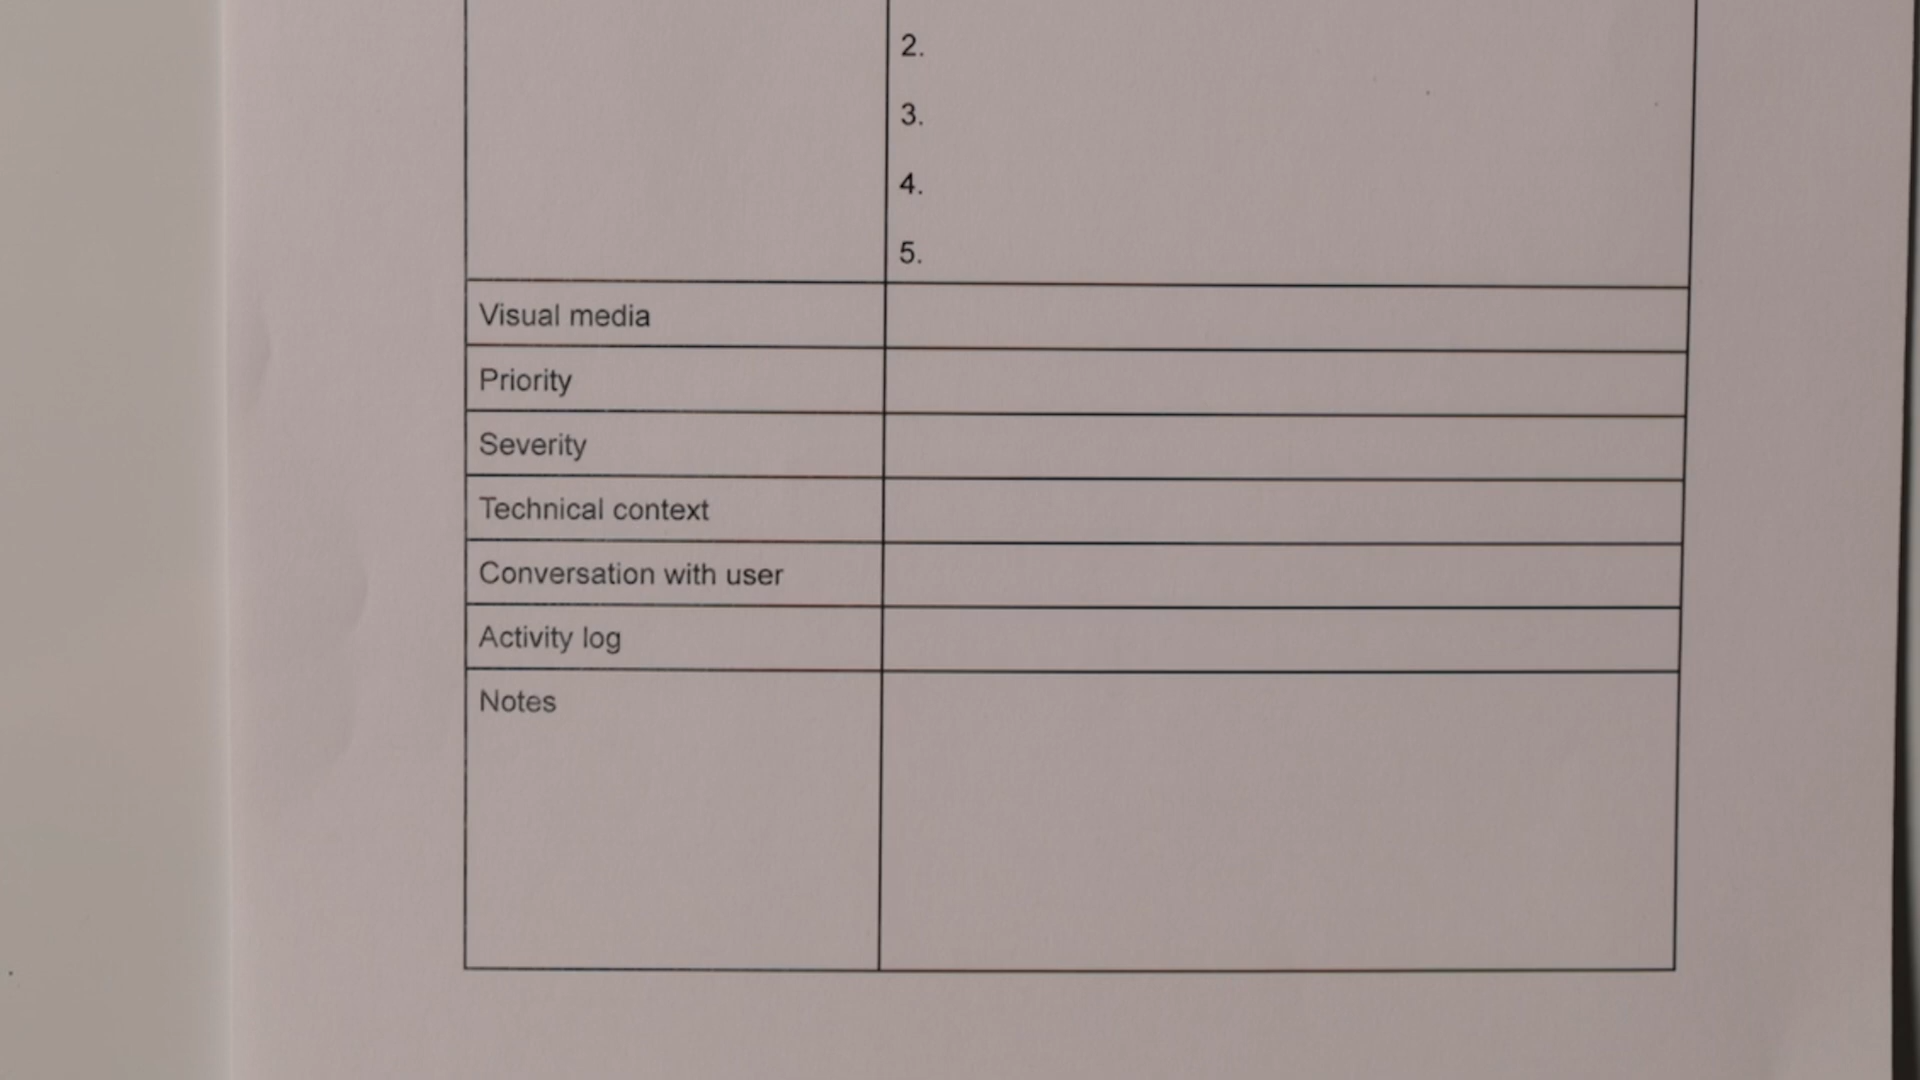 2.
3.
4.
5.
Visual media
Priority
Severity
Technical context
Conversation with user
Activity log
Notes